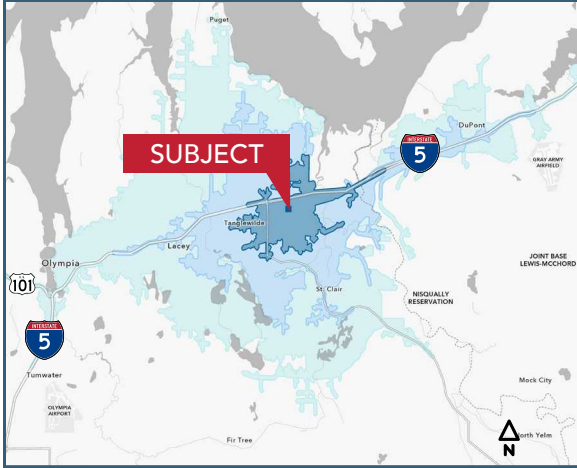 Puget
DuPont
INTERSTATE
5
GRAY ARMY
AIRFIELD
SUBJECT
Tanglewilde
Lacey
Olympia
JOINT BASE
LEWIS-MCCHORD
U S
101
St Clair
NISQUALLY
RESERVATION
INTERSTATE
5
Tumwater
Mock City
OLYMPIA
AIRPORT
Fir Tree
North Yelm
N